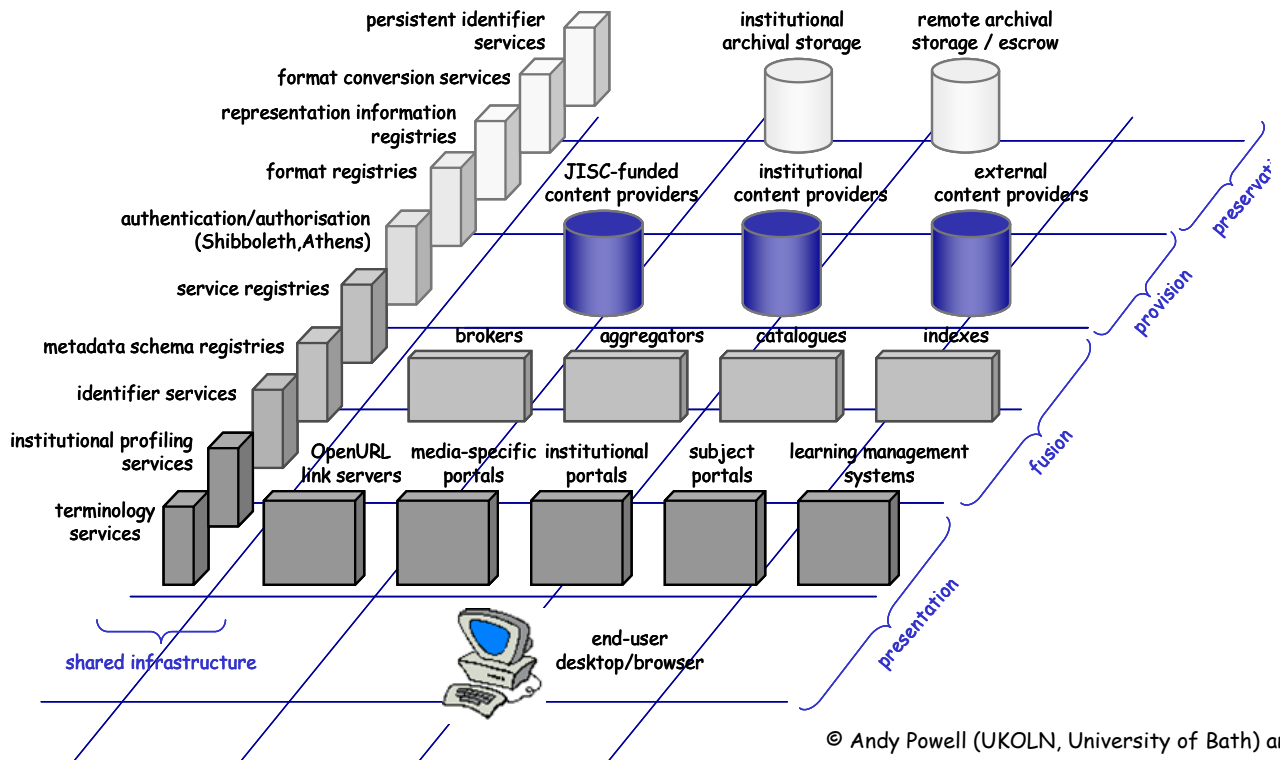 persistent identifier
services
institutional
archival storage
remote archival
storage / escrow
format conversion services
representation information
registries
format registries
JISC-funded
content providers
institutional
content providers
external
content providers
authentication/authorisation
(Shibboleth,Athens)
service registries
metadata schema registries
brokers
aggregators
catalogues
indexes
identifier services
institutional profiling
services
OpenURL
link servers
media-specific
portals
institutional
portals
subject
portals
learning management
systems
terminology
services
shared infrastructure
end-user
desktop/browser
provision
fusion
presentation
© Andy Powell (UKOLN, University of Bath)